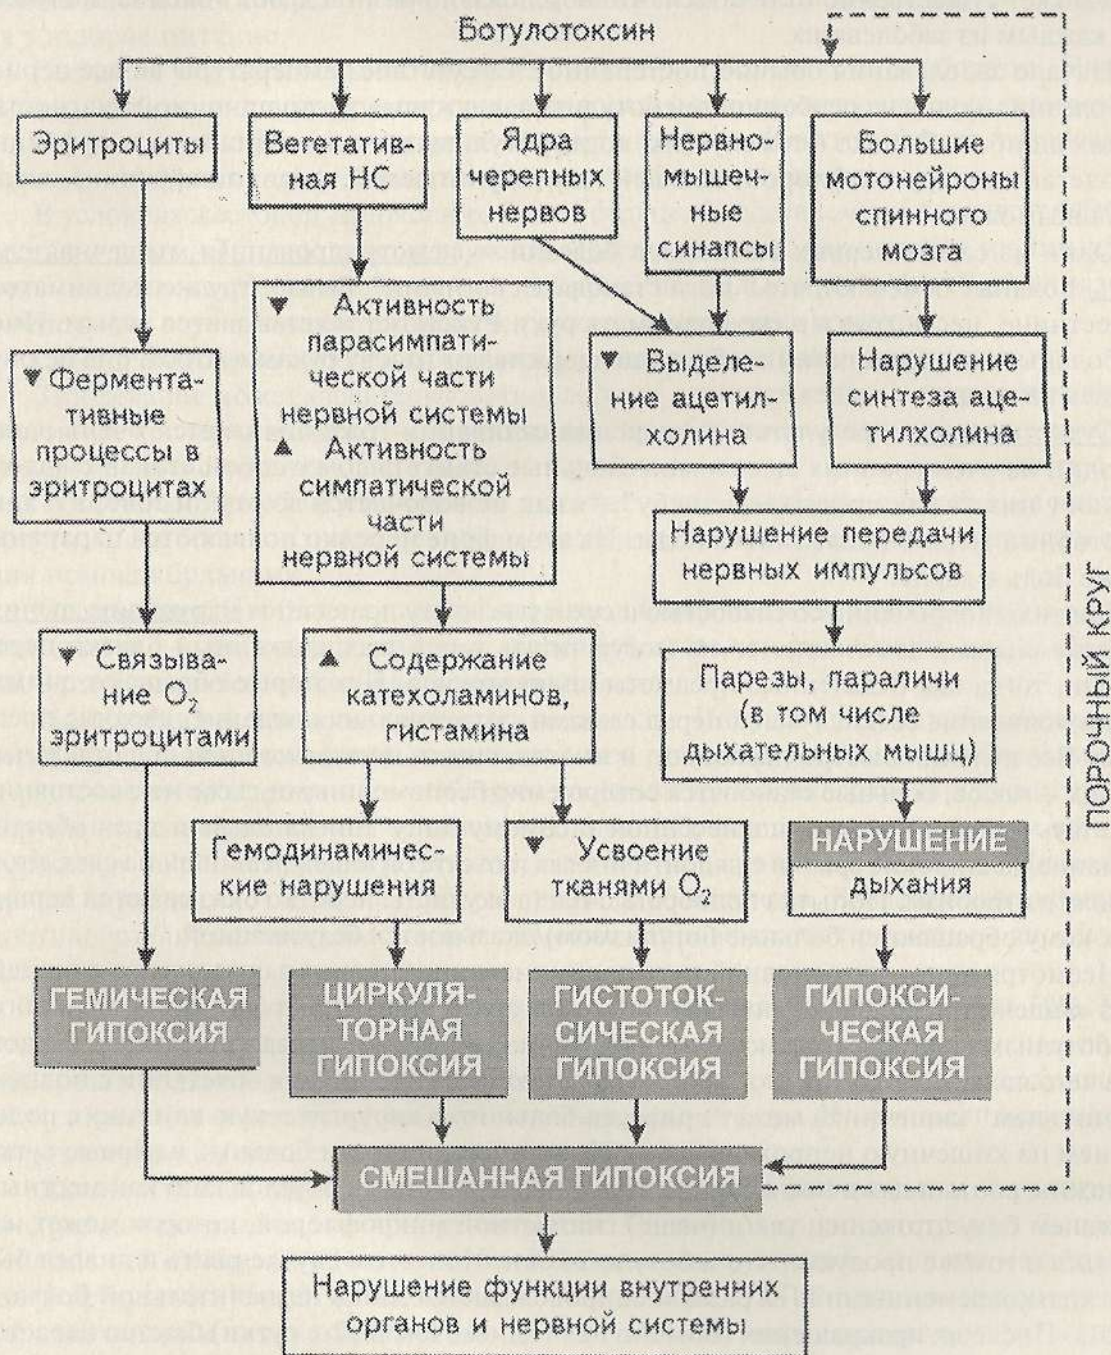 Ботулотоксин
Эритроциты
Вегетатив-
ная НС
Ядра
черепных
нервов
Нервно-
мышеч-
ные
синапсы
Большие
мотонейроны
спинного
мозга
▼ Фермента-
тивные
процессы в
эритроцитах
▼ Активность
парасимпати-
ческой части
нервной системы
▲ Активность
симпатической
части
нервной системы
▼ Выделе-
ние ацетил-
холина
Нарушение
синтеза аце-
тилхолина
Нарушение передачи
нервных импульсов
▼ Связыва-
ние O₂
эритроцитами
▲ Содержание
катехоламинов,
гистамина
Парезы, параличи
(в том числе
дыхательных мышц)
Гемодинамичес-
кие нарушения
▼ Усвоение
тканями O₂
НАРУШЕНИЕ
дыхания
ГЕМИЧЕСКАЯ
ГИПОКСИЯ
ЦИРКУЛЯ-
ТОРНАЯ
ГИПОКСИЯ
ГИСТОТОК-
СИЧЕСКАЯ
ГИПОКСИЯ
ГИПОКСИ-
ЧЕСКАЯ
ГИПОКСИЯ
СМЕШАННАЯ ГИПОКСИЯ
Нарушение функции внутренних
органов и нервной системы
ПОРОЧНЫЙ КРУГ